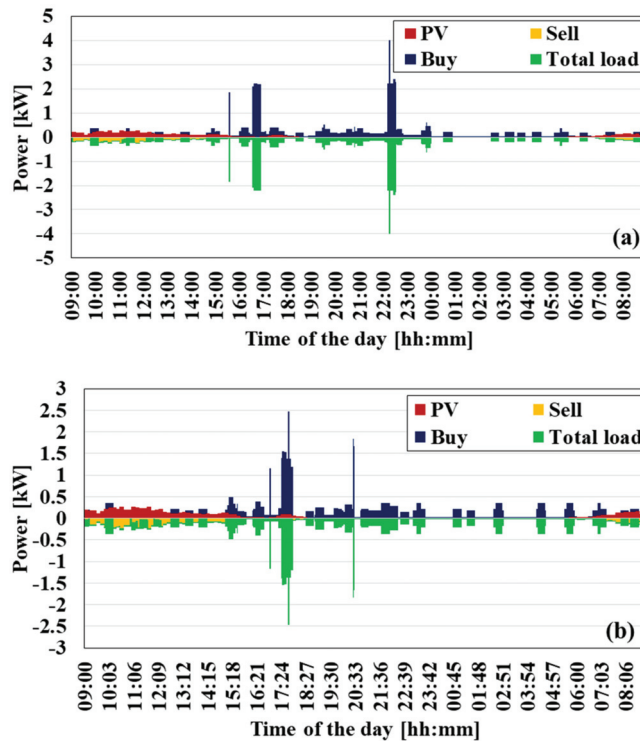 5
4
3
2
1
0
-1
-2
-3
-4
-5
Power [kW]
PV Sell
Buy Total load
(a)
09:00 10:00 11:00 12:00 13:00 14:00 15:00 16:00 17:00 18:00 19:00 20:00 21:00 22:00 23:00 00:00 01:00 02:00 03:00 04:00 05:00 06:00 07:00 08:00
Time of the day [hh:mm]
3
2.5
2
1.5
1
0.5
0
-0.5
-1
-1.5
-2
-2.5
-3
Power [kW]
PV Sell
Buy Total load
(b)
09:00 10:03 11:06 12:09 13:12 14:15 15:18 16:21 17:24 18:27 19:30 20:33 21:36 22:39 23:42 00:45 01:48 02:51 03:54 04:57 06:00 07:03 08:06
Time of the day [hh:mm]